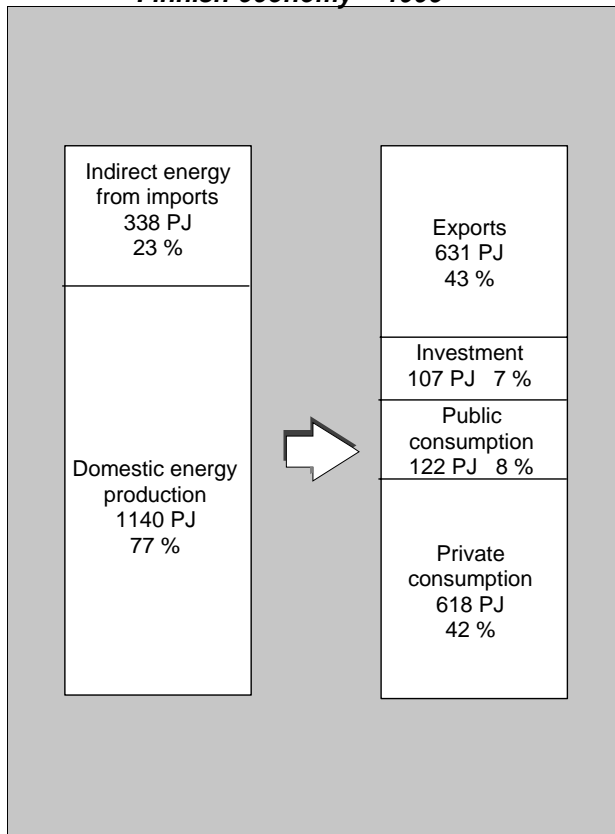 Indirect energy
from imports
338 PJ
23 %
Domestic energy
production
1140 PJ
77 %
Exports
631 PJ
43 %
Investment
107 PJ 7 %
Public
consumption
122 PJ 8 %
Private
consumption
618 PJ
42 %